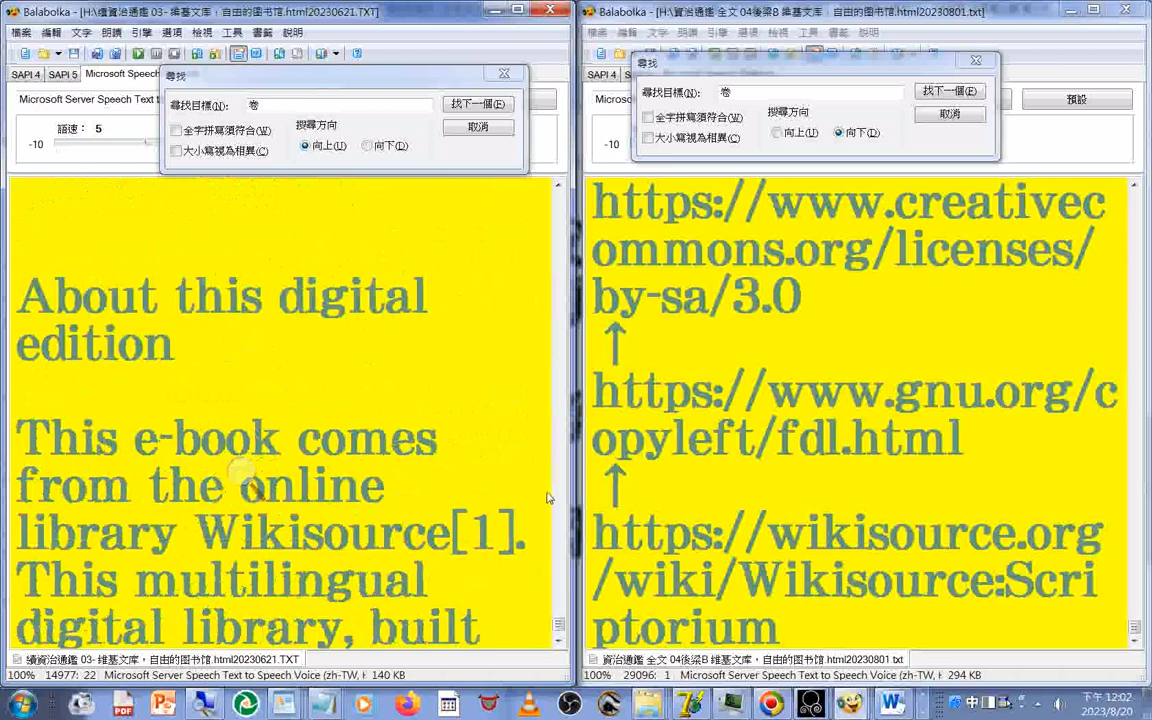 Balabolka - [H:\續資治通鑑 03- 维基文库，自由的图书馆.html20230621.TXT]
檔案 編輯 文字 朗讀 引擎 選項 檢視 工具 書籤 說明
SAPI 4 SAPI 5 Microsoft Speech
Microsoft Server Speech Text to
語速： 5
-10
尋找
尋找目標(N): 卷
找下一個(F)
全字拼寫須符合(W)
大小寫視為相異(C)
搜尋方向
向上(U) 向下(D)
取消
About this digital
edition
This e-book comes
from the online
library Wikisource[1].
This multilingual
digital library, built
續資治通鑑 03- 维基文库，自由的图书馆.html20230621.TXT
100% 14977: 22 Microsoft Server Speech Text to Speech Voice (zh-TW, H 140 KB
Balabolka - [H:\資治通鑑 全文 04後梁B 维基文库，自由的图书馆.html20230801.txt]
檔案 編輯 文字 朗讀 引擎 選項 檢視 工具 書籤 說明
SAPI 4
Micros
預設
-10
尋找
尋找目標(N): 卷
找下一個(F)
全字拼寫須符合(W)
大小寫視為相異(C)
搜尋方向
向上(U) 向下(D)
取消
https://www.creativec
ommons.org/licenses/
by-sa/3.0
↑
https://www.gnu.org/c
opyleft/fdl.html
↑
https://wikisource.org
/wiki/Wikisource:Scri
ptorium
資治通鑑 全文 04後梁B 维基文库，自由的图书馆.html20230801 txt
100% 29096: 1 Microsoft Server Speech Text to Speech Voice (zh-TW, H 294 KB
中
下午 12:02
2023/8/20